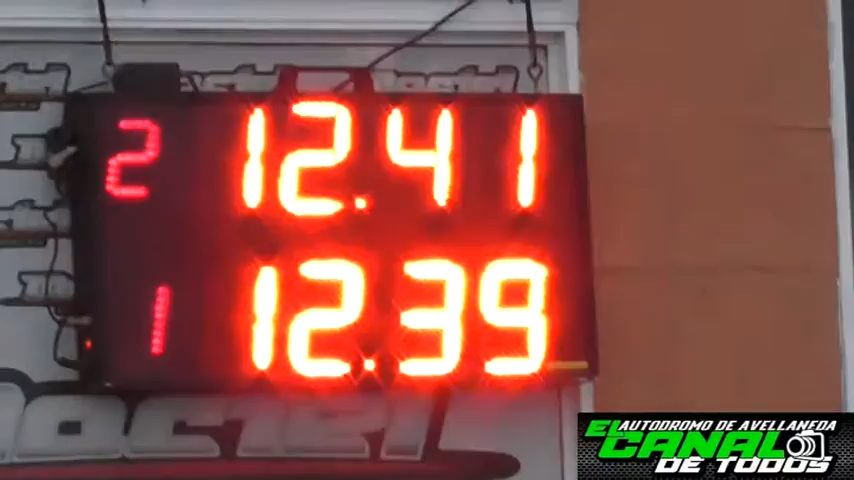 2 12.41
1 12.39
EL AUTODROMO DE AVELLANEDA
CANAL
DE TODOS